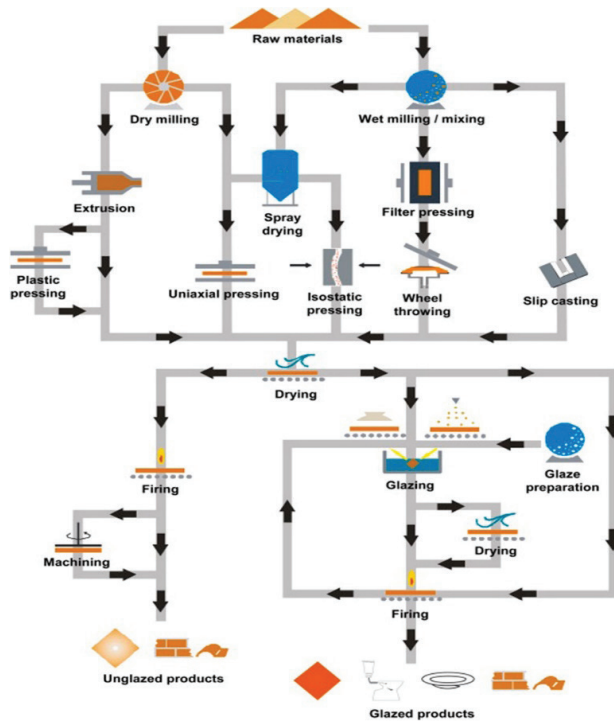 Raw materials
Dry milling
Wet milling / mixing
Extrusion
Spray
drying
Filter pressing
Plastic
pressing
Uniaxial pressing
Isostatic
pressing
Wheel
throwing
Slip casting
Drying
Firing
Glazing
Glaze
preparation
Machining
Drying
Firing
Unglazed products
Glazed products